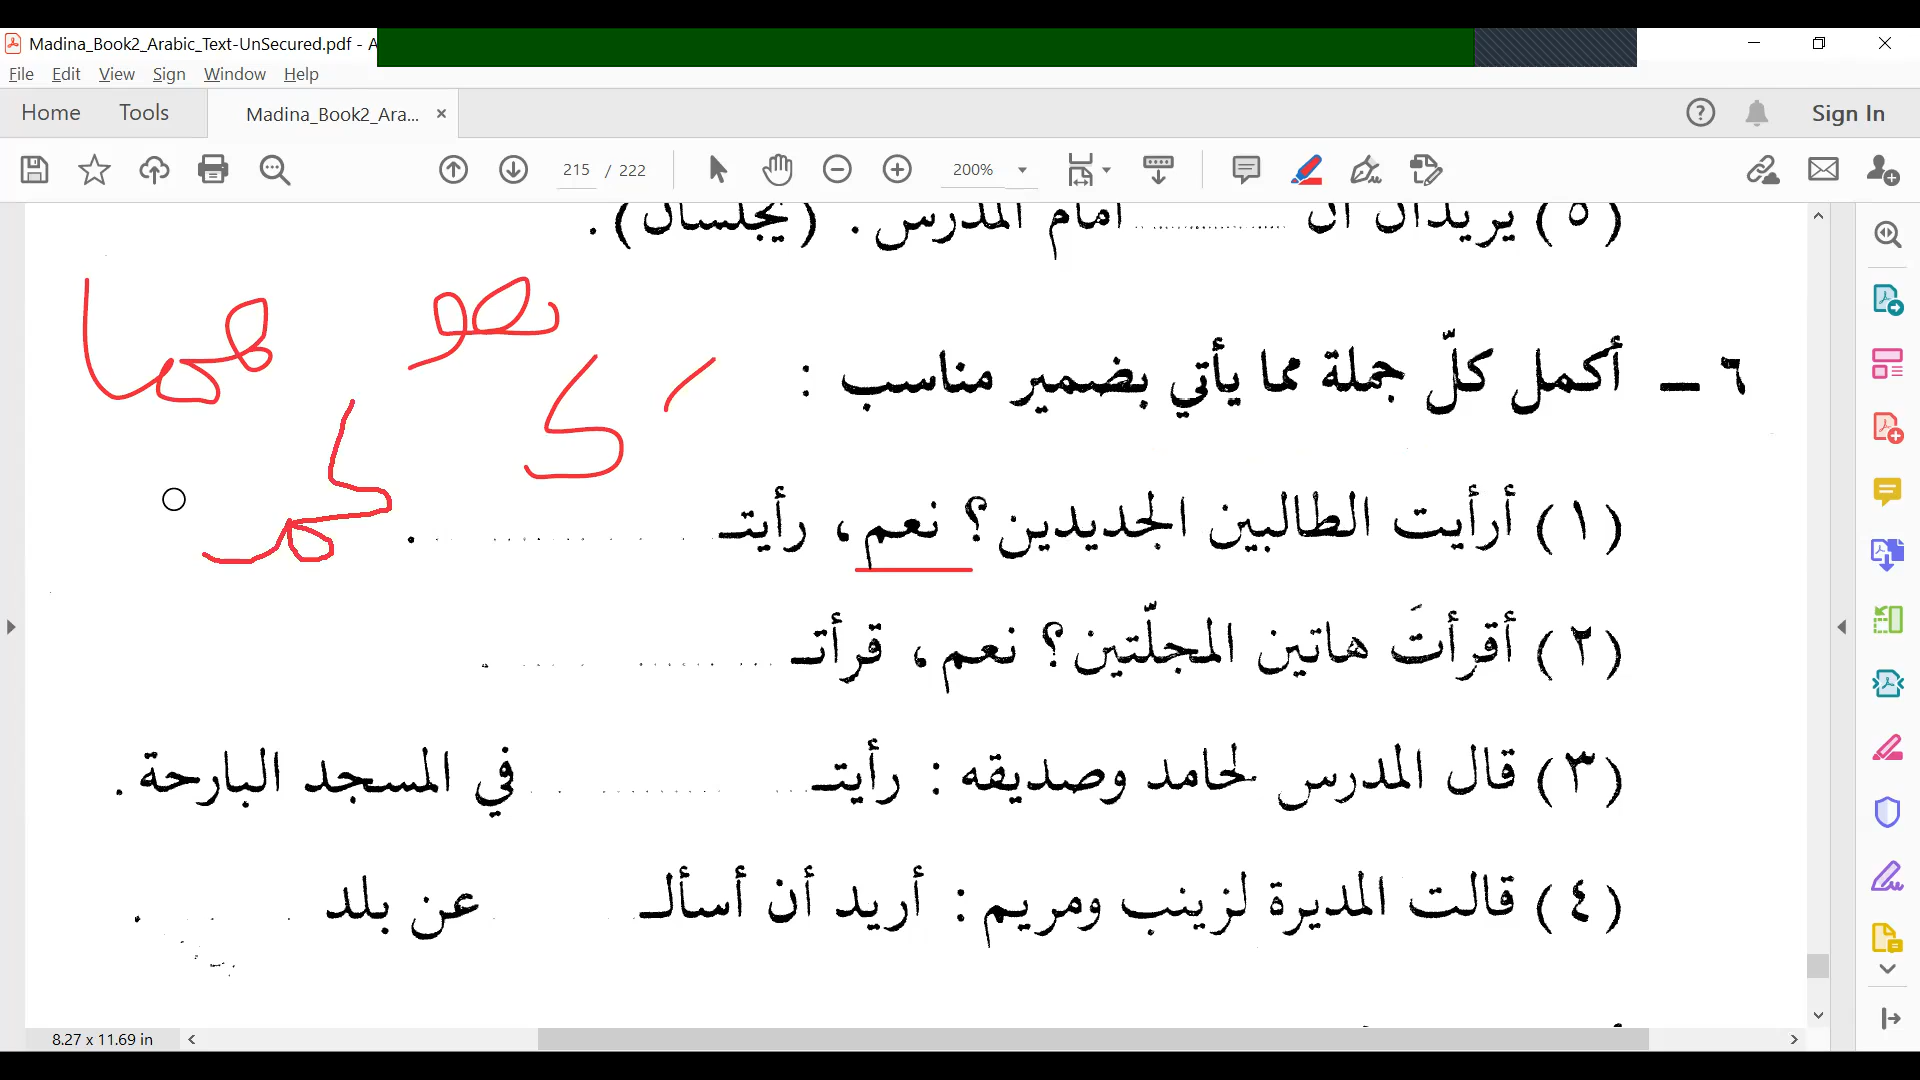 Madina_Book2_Arabic_Text-UnSecured.pdf - A
File Edit View Sign Window Help
Home Tools Madina_Book2_Ara... × Sign In
215 / 222 200%
(٥) يريدان أن ............ أمام المدرس. (يجلسان).
هما هو
٦ ـ أكمل كلّ جملة مما يأتي بضمير مناسب :
(١) أرأيت الطالبين الجديدين؟ نعم، رأيتـ ............ .
(٢) أقرأتَ هاتين المجلّتين؟ نعم، قرأتـ ............ .
(٣) قال المدرس لحامد وصديقه : رأيتـ ............ في المسجد البارحة .
(٤) قالت المديرة لزينب ومريم : أريد أن أسألـ ...... عن بلد ...... .
8.27 x 11.69 in